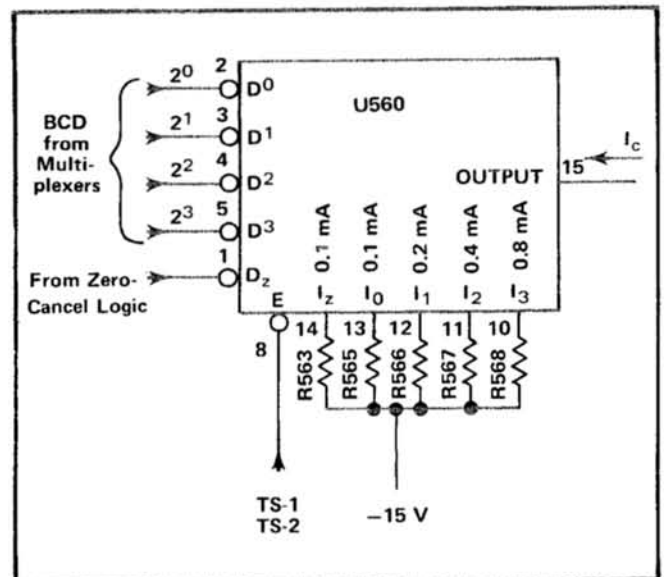 U560
BCD
from
Multi-
plexers
2⁰ 2 D⁰
2¹ 3 D¹
2² 4 D²
2³ 5 D³
From Zero-
Cancel Logic
1 D_z
E
8
OUTPUT
15
I_c
0.1 mA
0.1 mA
0.2 mA
0.4 mA
0.8 mA
I_z I₀ I₁ I₂ I₃
14 13 12 11 10
R563
R565
R566
R567
R568
TS-1
TS-2
−15 V